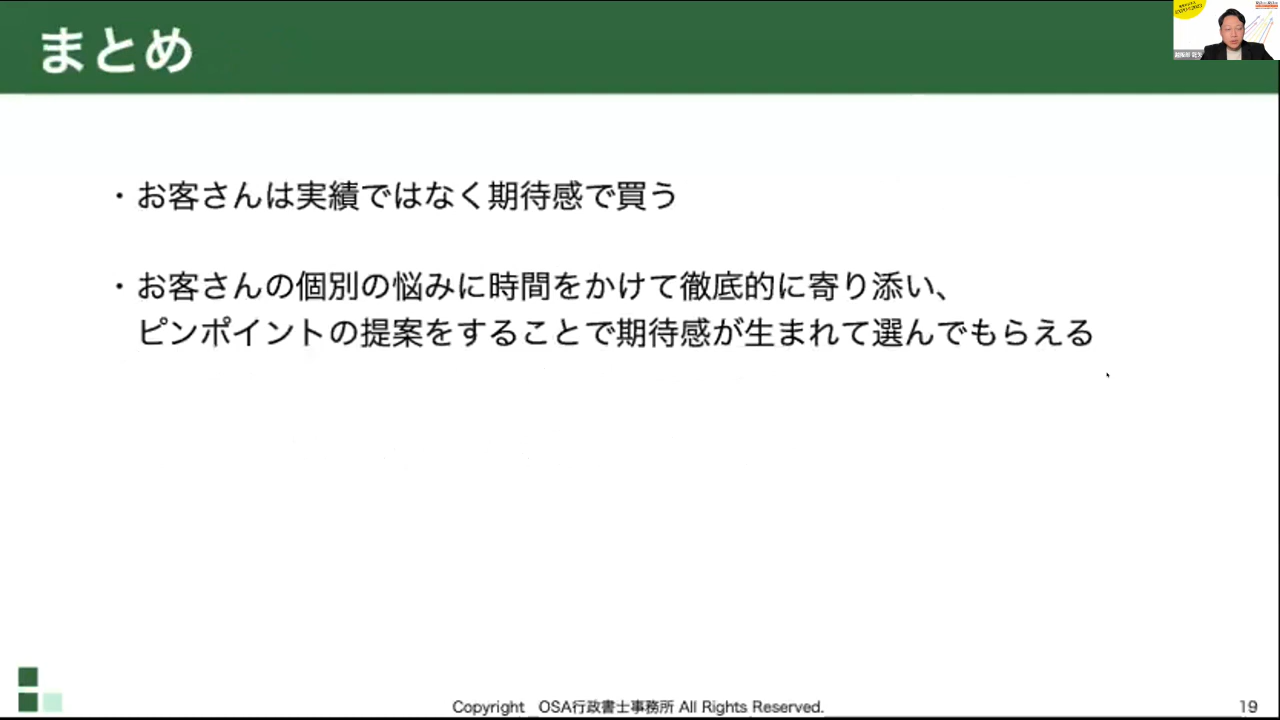 まとめ
・お客さんは実績ではなく期待感で買う
・お客さんの個別の悩みに時間をかけて徹底的に寄り添い、
ピンポイントの提案をすることで期待感が生まれて選んでもらえる
Copyright　OSA行政書士事務所 All Rights Reserved.
19